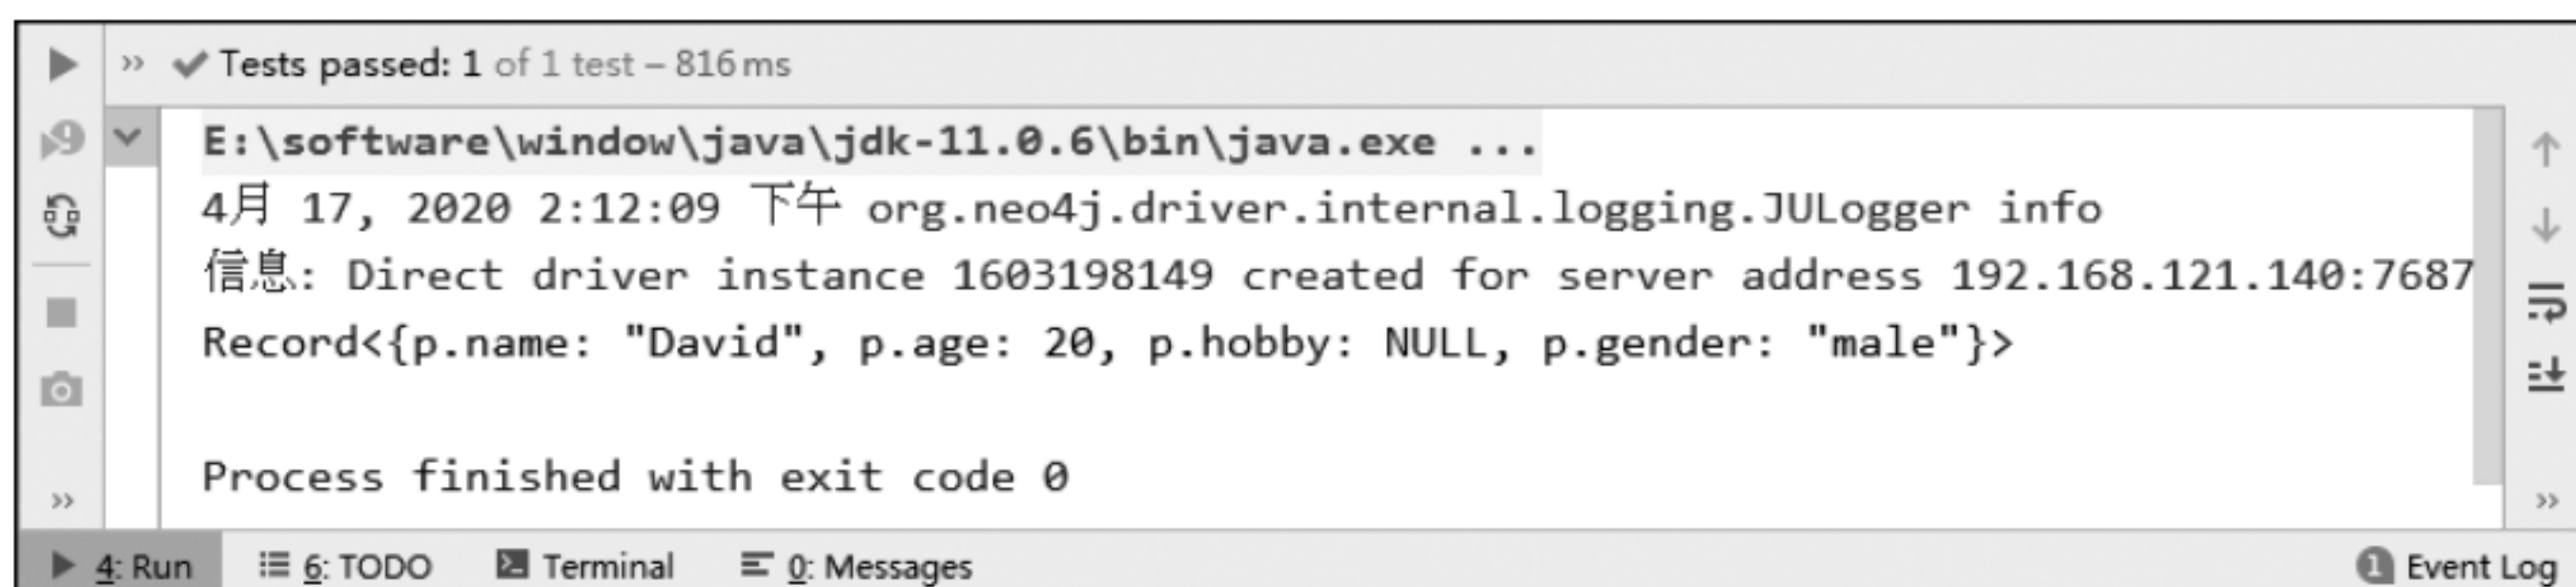 Tests passed: 1 of 1 test – 816 ms
E:\software\window\java\jdk-11.0.6\bin\java.exe ...
4月 17, 2020 2:12:09 下午 org.neo4j.driver.internal.logging.JULogger info
信息: Direct driver instance 1603198149 created for server address 192.168.121.140:7687
Record<{p.name: "David", p.age: 20, p.hobby: NULL, p.gender: "male"}>
Process finished with exit code 0
4: Run 6: TODO Terminal 0: Messages 1 Event Log